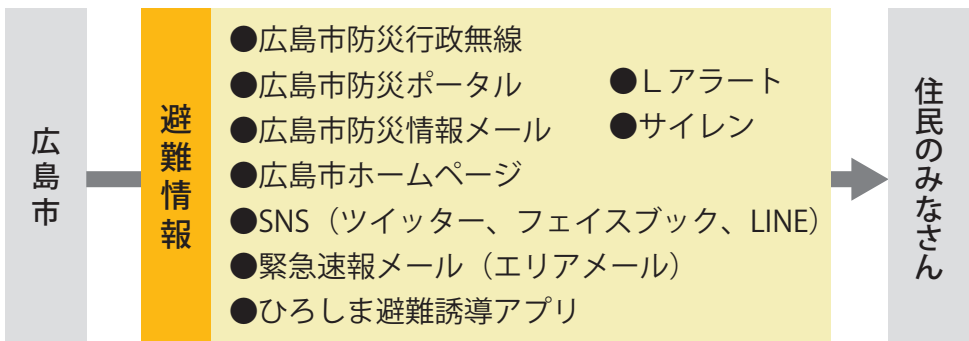 広島市
避難情報
●広島市防災行政無線
●広島市防災ポータル
●Ｌアラート
●広島市防災情報メール
●サイレン
●広島市ホームページ
●SNS（ツイッター、フェイスブック、LINE）
●緊急速報メール（エリアメール）
●ひろしま避難誘導アプリ
住民のみなさん